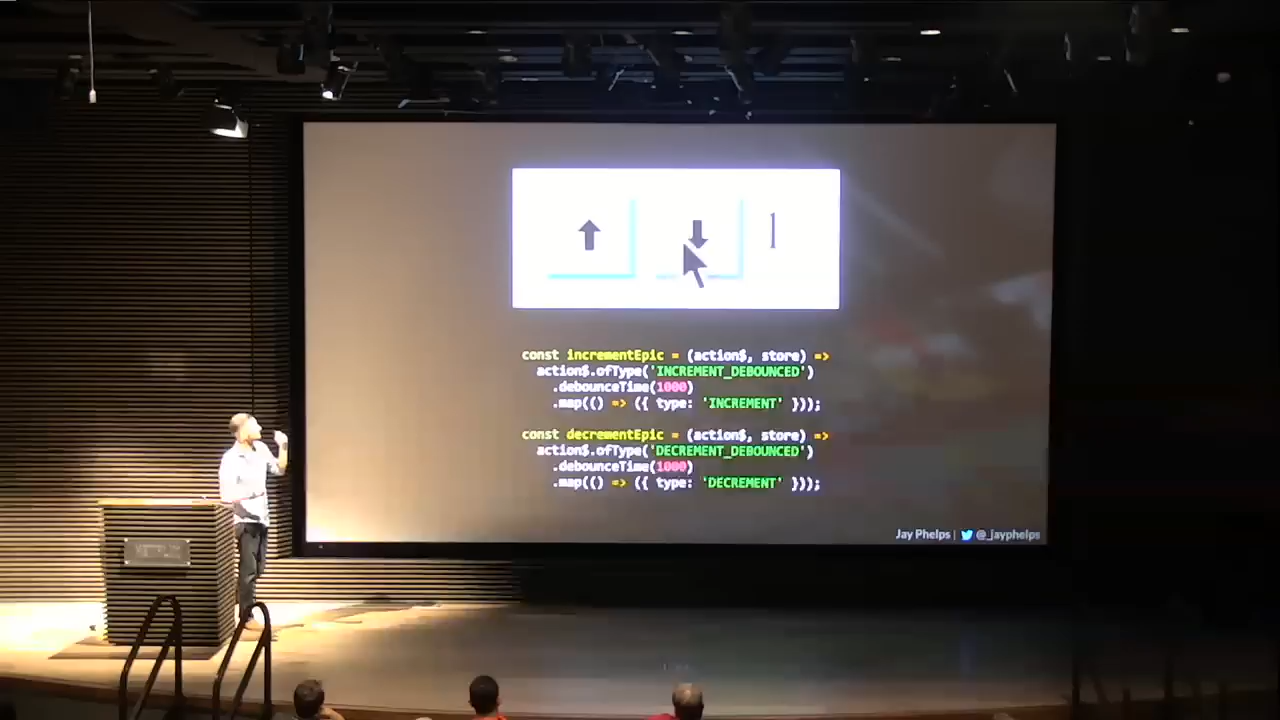 1
const incrementEpic = (action$, store) =>
action$.ofType('INCREMENT_DEBOUNCED')
.debounceTime(1000)
.map(() => ({ type: 'INCREMENT' }));
const decrementEpic = (action$, store) =>
action$.ofType('DECREMENT_DEBOUNCED')
.debounceTime(1000)
.map(() => ({ type: 'DECREMENT' }));
Jay Phelps | @_jayphelps
NETFLIX